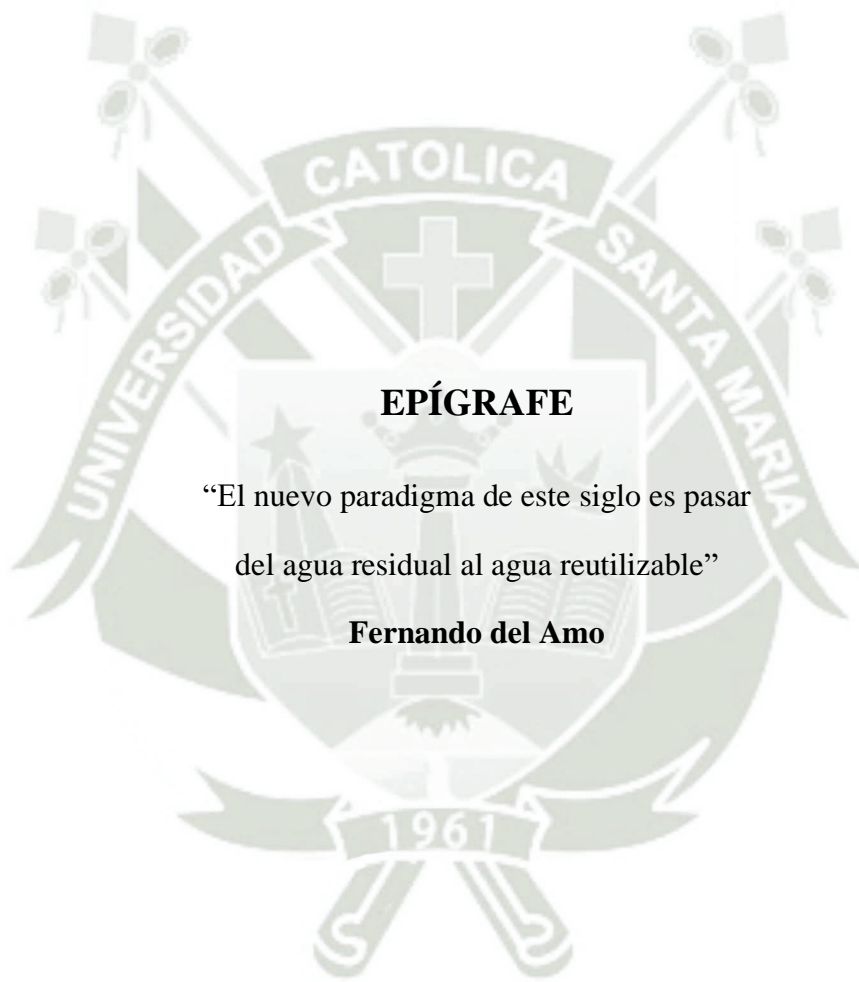 CATOLICA
UNIVERSIDAD
SANTA MARIA
EPÍGRAFE
“El nuevo paradigma de este siglo es pasar
del agua residual al agua reutilizable”
Fernando del Amo
1961